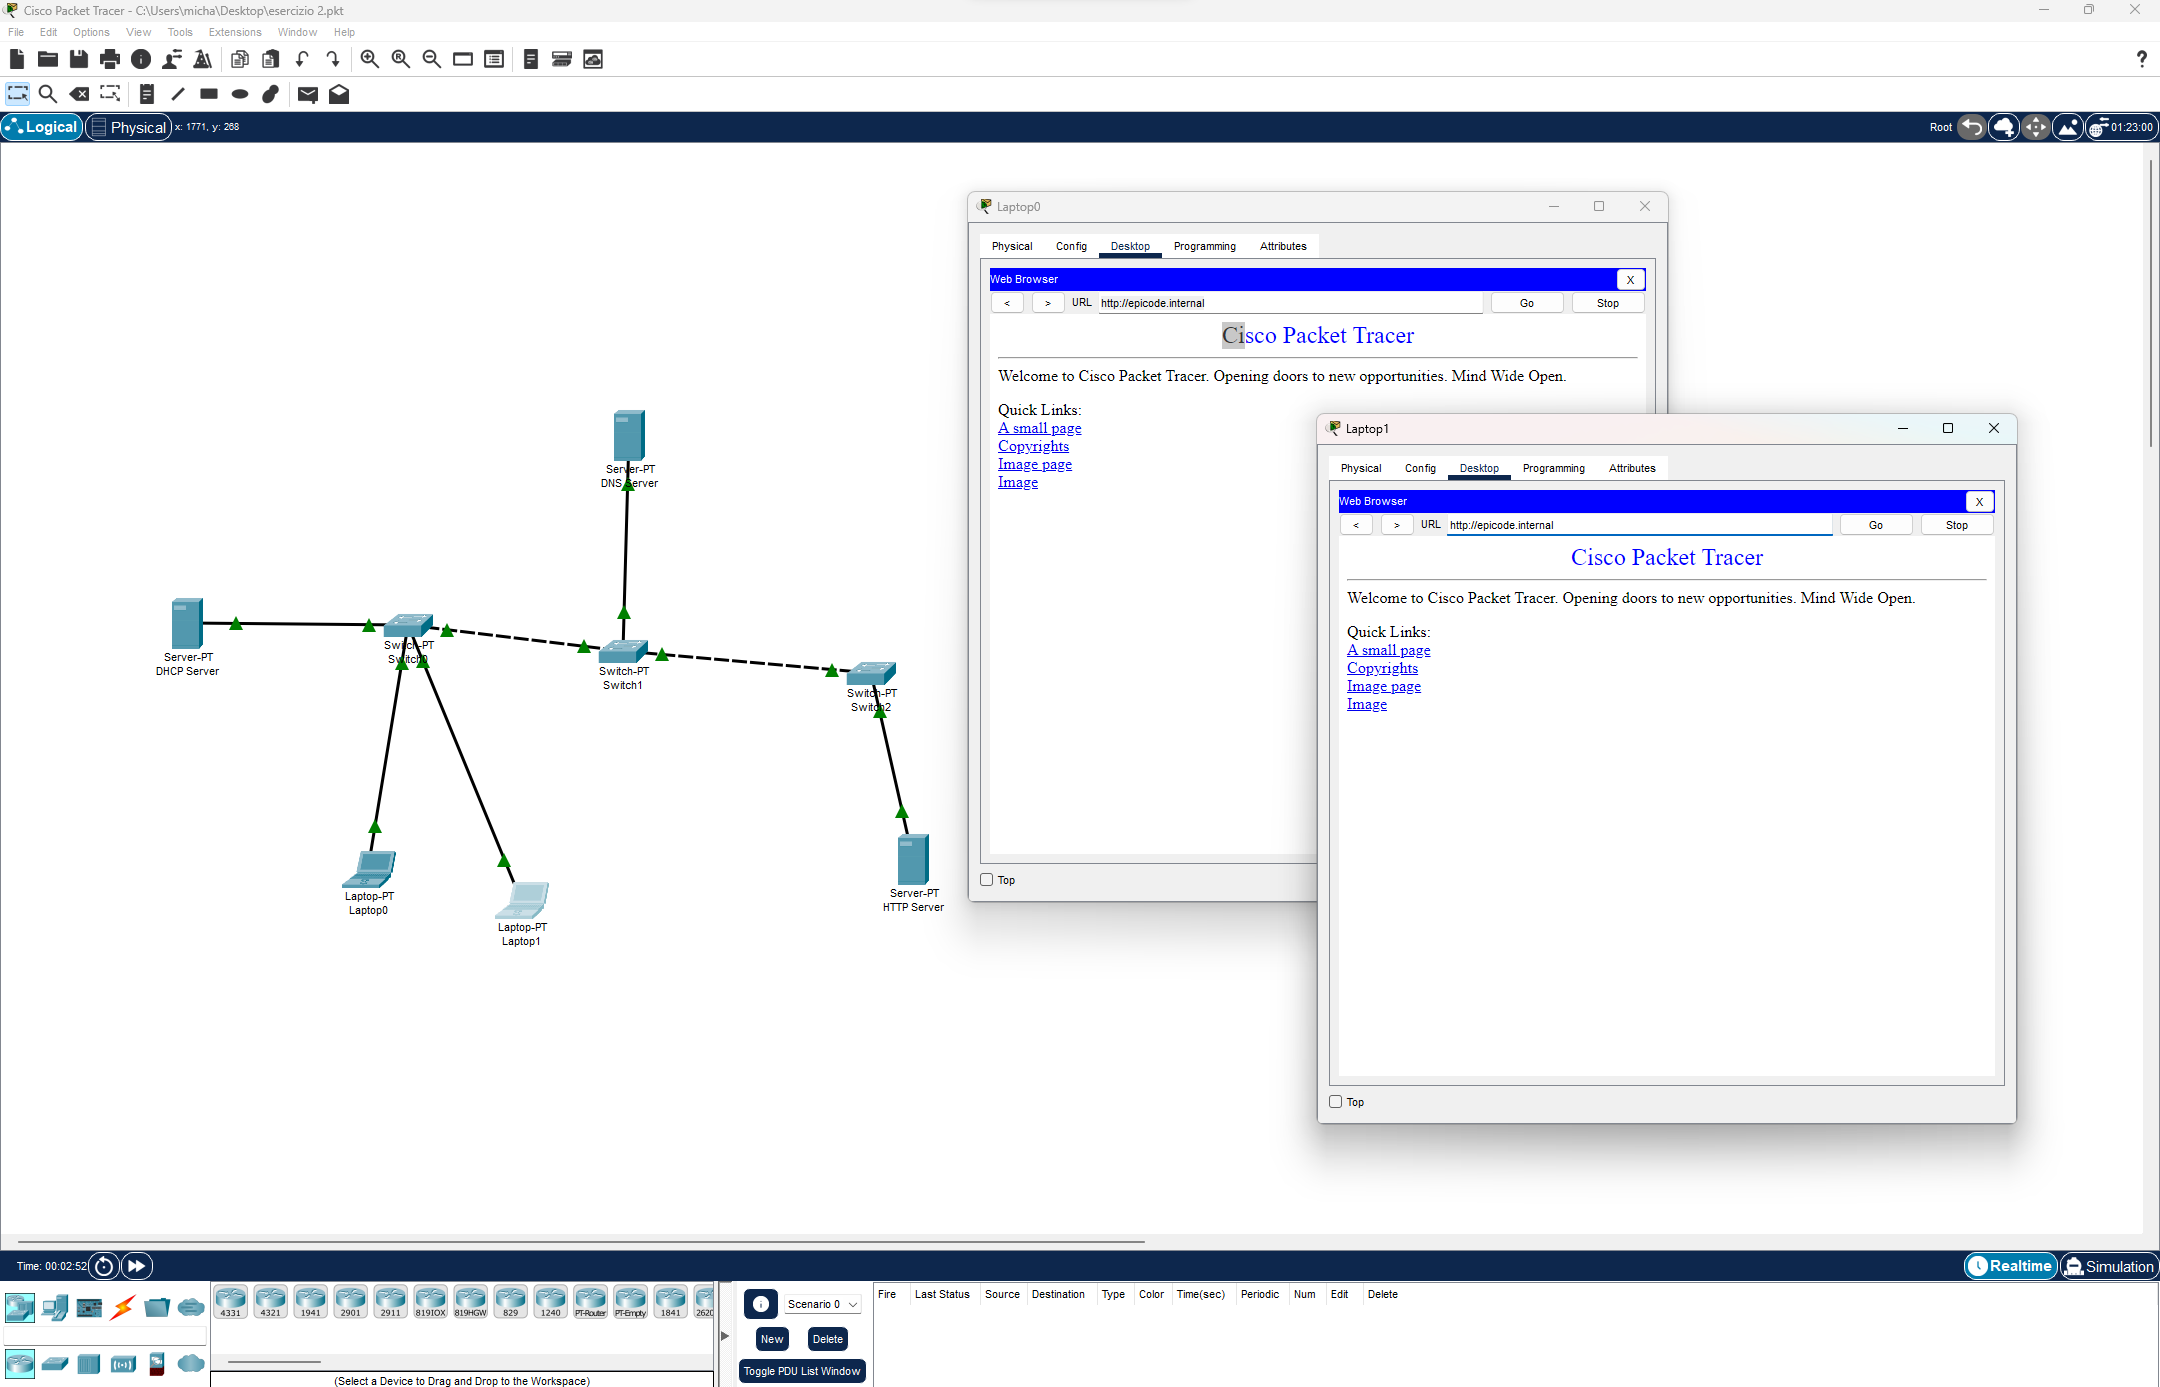 Cisco Packet Tracer - C:\Users\micha\Desktop\esercizio 2.pkt
File Edit Options View Tools Extensions Window Help
?
Logical Physical x: 1771, y: 268 Root 01:23:00
Laptop0
Physical Config Desktop Programming Attributes
Web Browser X
< > URL http://epicode.internal Go Stop
Cisco Packet Tracer
Welcome to Cisco Packet Tracer. Opening doors to new opportunities. Mind Wide Open.
Quick Links:
A small page
Copyrights
Image page
Image
Top
Laptop1
Physical Config Desktop Programming Attributes
Web Browser X
< > URL http://epicode.internal Go Stop
Cisco Packet Tracer
Welcome to Cisco Packet Tracer. Opening doors to new opportunities. Mind Wide Open.
Quick Links:
A small page
Copyrights
Image page
Image
Top
Server-PT
DNS Server
Server-PT
DHCP Server
Switch-PT
Switch0
Switch-PT
Switch1
Switch-PT
Switch2
Laptop-PT
Laptop0
Laptop-PT
Laptop1
Server-PT
HTTP Server
Time: 00:02:52 Realtime Simulation
4331 4321 1941 2901 2911 819IOX 819HGW 829 1240 PT-Router PT-Empty 1841 2620
(Select a Device to Drag and Drop to the Workspace)
Scenario 0
New Delete
Toggle PDU List Window
Fire Last Status Source Destination Type Color Time(sec) Periodic Num Edit Delete